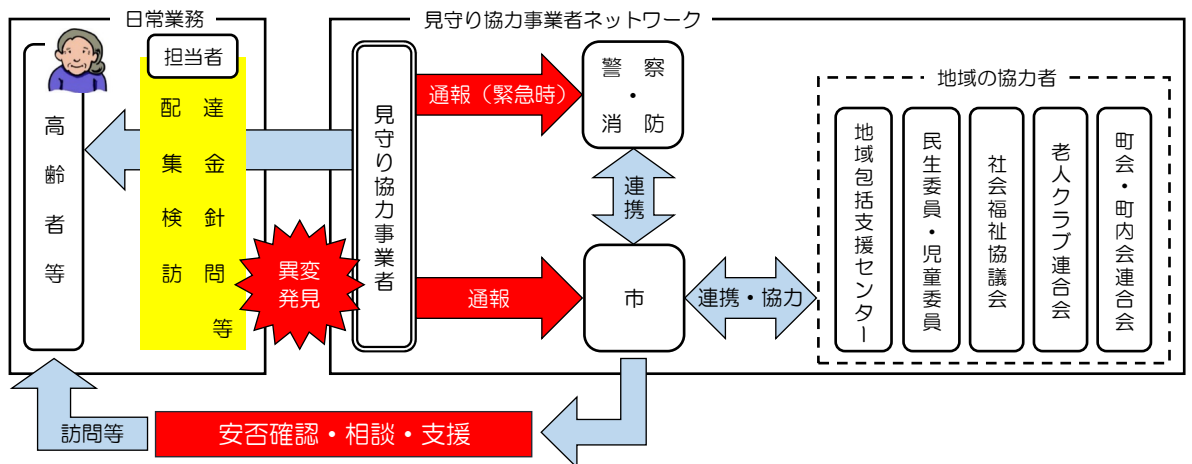 日常業務
担当者
高齢者等
配達
集金
検針
訪問
等
異変
発見
見守り協力事業者ネットワーク
見守り協力事業者
通報（緊急時）
警察
・
消防
連携
通報
市
連携・協力
地域の協力者
地域包括支援センター
民生委員・児童委員
社会福祉協議会
老人クラブ連合会
町会・町内会連合会
訪問等
安否確認・相談・支援